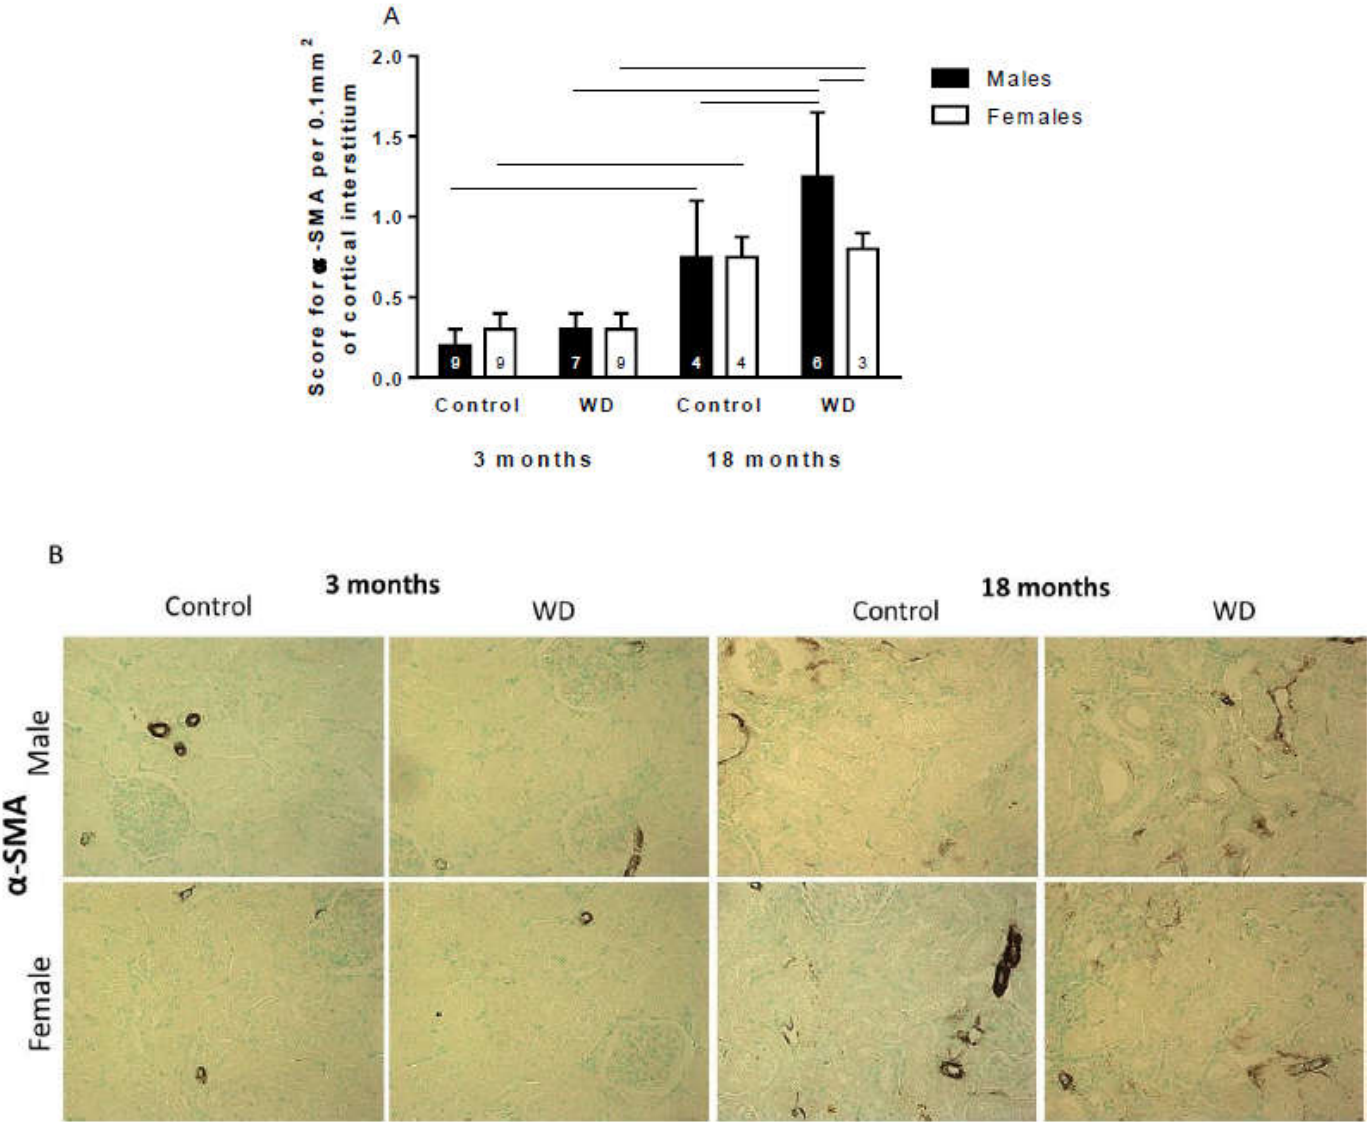 A
Score for α-SMA per 0.1mm²
of cortical interstitium
2.0
1.5
1.0
0.5
0.0
Males
Females
9 9 7 9 4 4 6 3
Control WD Control WD
3 months 18 months
B
3 months 18 months
Control WD Control WD
α-SMA
Male
Female